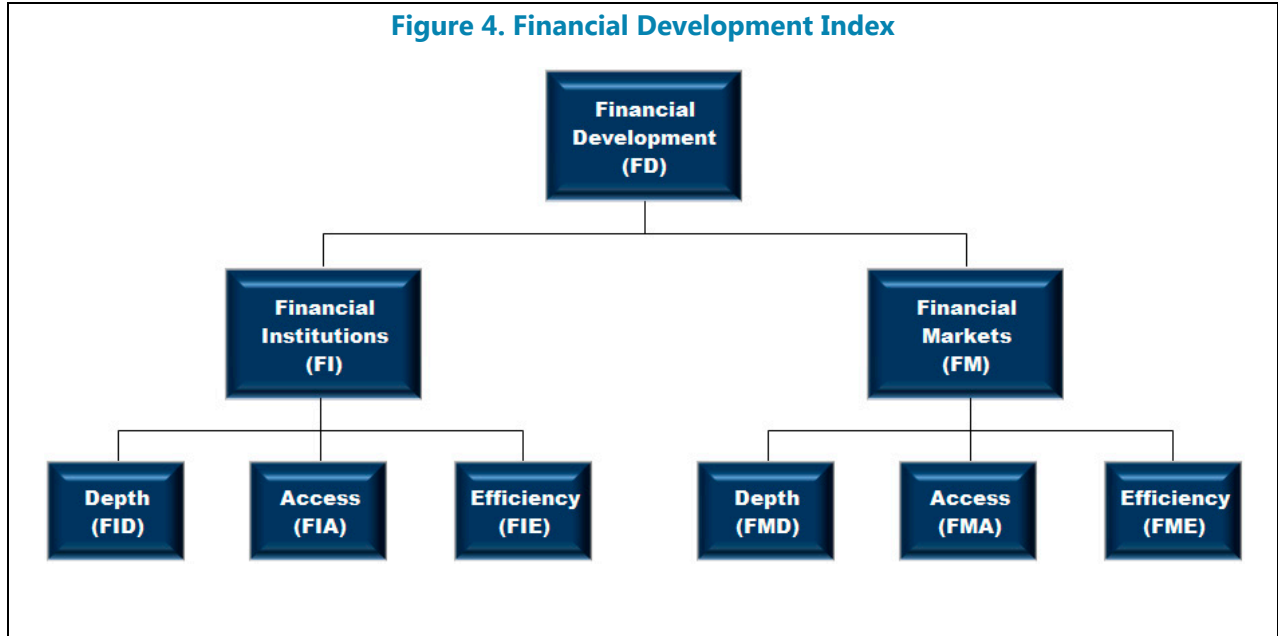 Figure 4. Financial Development Index
Financial
Development
(FD)
Financial
Institutions
(FI)
Financial
Markets
(FM)
Depth
(FID)
Access
(FIA)
Efficiency
(FIE)
Depth
(FMD)
Access
(FMA)
Efficiency
(FME)